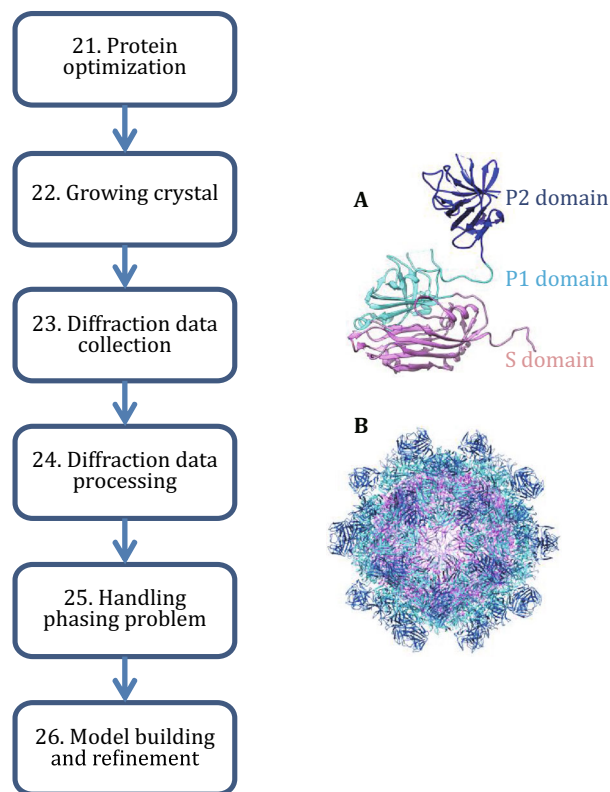 21. Protein
optimization
22. Growing crystal
23. Diffraction data
collection
24. Diffraction data
processing
25. Handling
phasing problem
26. Model building
and refinement
A
P2 domain
P1 domain
S domain
B